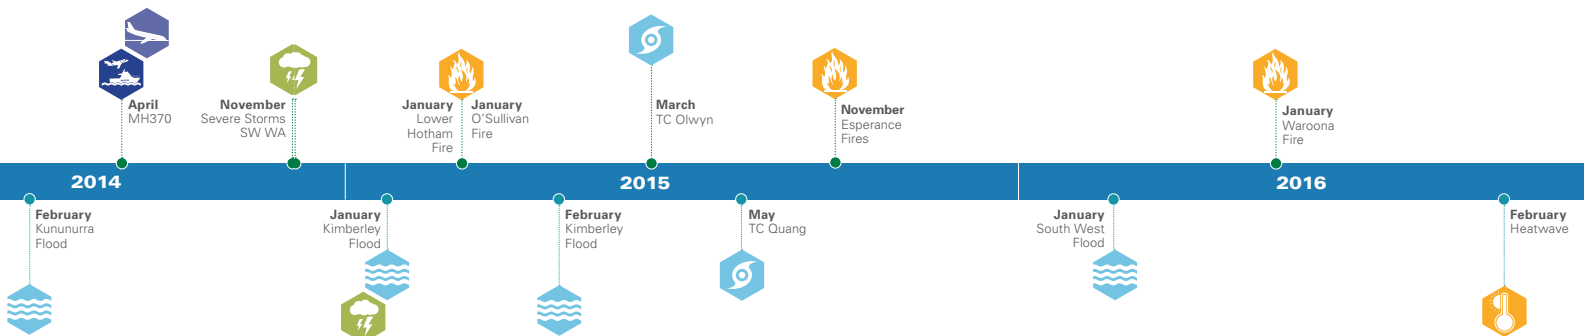 April
MH370
November
Severe Storms
SW WA
January
Lower
Hotham
Fire
January
O'Sullivan
Fire
March
TC Olwyn
November
Esperance
Fires
January
Waroona
Fire
2014
2015
2016
February
Kununurra
Flood
January
Kimberley
Flood
February
Kimberley
Flood
May
TC Quang
January
South West
Flood
February
Heatwave